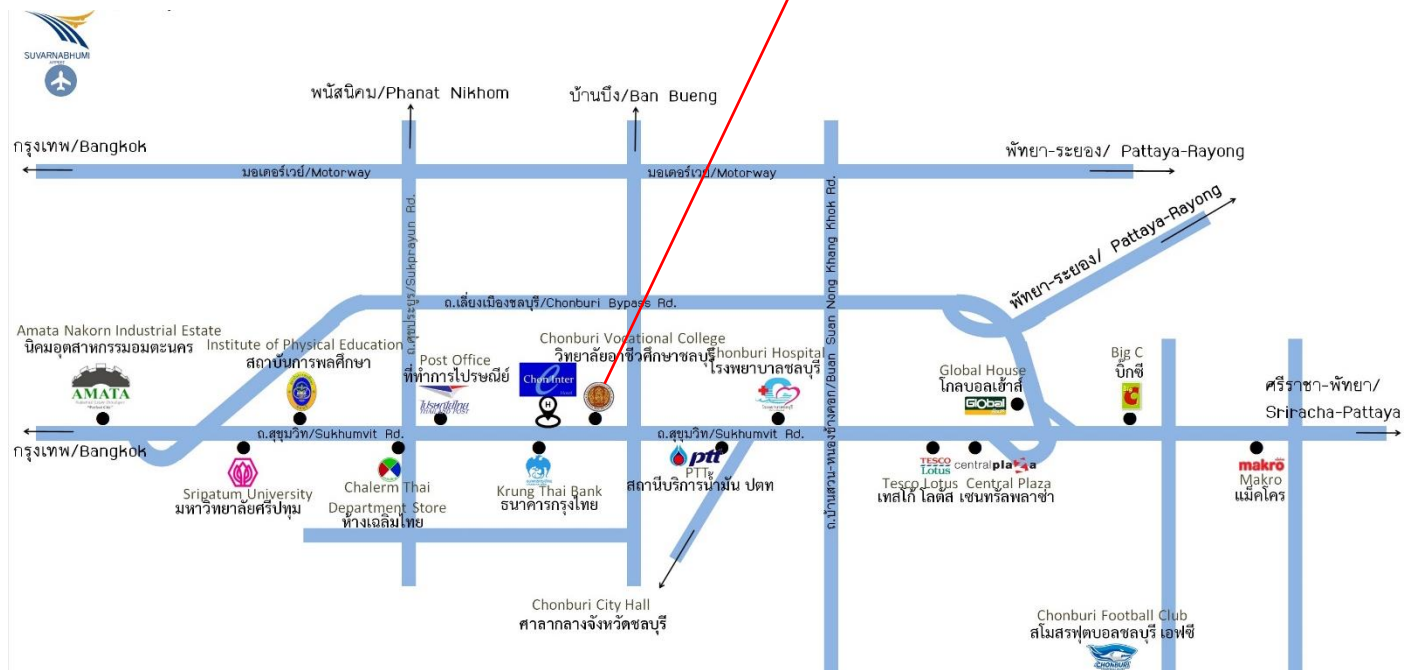 SUVARNABHUMI
AIRPORT
พนัสนิคม/Phanat Nikhom
บ้านบึง/Ban Bueng
กรุงเทพ/Bangkok
พัทยา-ระยอง/ Pattaya-Rayong
มอเตอร์เวย์/Motorway
มอเตอร์เวย์/Motorway
พัทยา-ระยอง/ Pattaya-Rayong
ถ.สุขประยูร/Sukprayun Rd.
ถ.บ้านสวน-หนองข้างคอก/Buan Suan Nong Khang Khok Rd.
ถ.เลี่ยงเมืองชลบุรี/Chonburi Bypass Rd.
Amata Nakorn Industrial Estate
นิคมอุตสาหกรรมอมตะนคร
AMATA
Institute of Physical Education
สถาบันการพลศึกษา
Post Office
ที่ทำการไปรษณีย์
ไปรษณีย์ไทย
THAILAND POST
Chon Inter
Hotel
H
Chonburi Vocational College
วิทยาลัยอาชีวศึกษาชลบุรี
Chonburi Hospital
โรงพยาบาลชลบุรี
Global House
โกลบอลเฮ้าส์
Global
Big C
บิ๊กซี
ศรีราชา-พัทยา/
Sriracha-Pattaya
ถ.สุขุมวิท/Sukhumvit Rd.
ถ.สุขุมวิท/Sukhumvit Rd.
กรุงเทพ/Bangkok
Sripatum University
มหาวิทยาลัยศรีปทุม
Chalerm Thai
Department Store
ห้างเฉลิมไทย
Krung Thai Bank
ธนาคารกรุงไทย
ptt
PTT
สถานีบริการน้ำมัน ปตท
TESCO
Lotus
Tesco Lotus
เทสโก้ โลตัส
centralplaza
Central Plaza
เซนทรัลพลาซ่า
makro
Makro
แม็คโคร
Chonburi City Hall
ศาลากลางจังหวัดชลบุรี
Chonburi Football Club
สโมสรฟุตบอลชลบุรี เอฟซี
CHONBURI